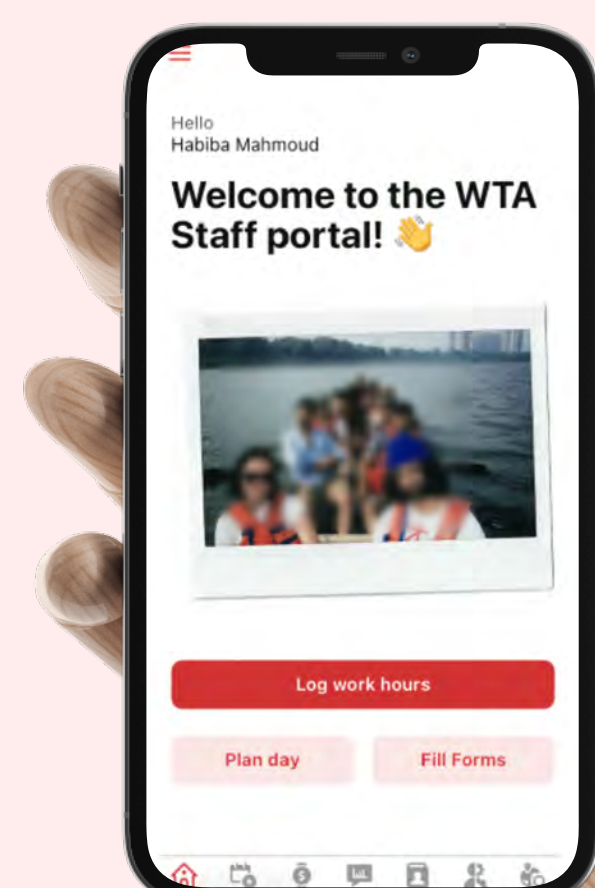 Hello
Habiba Mahmoud
Welcome to the WTA
Staff portal! 👋
Log work hours
Plan day
Fill Forms